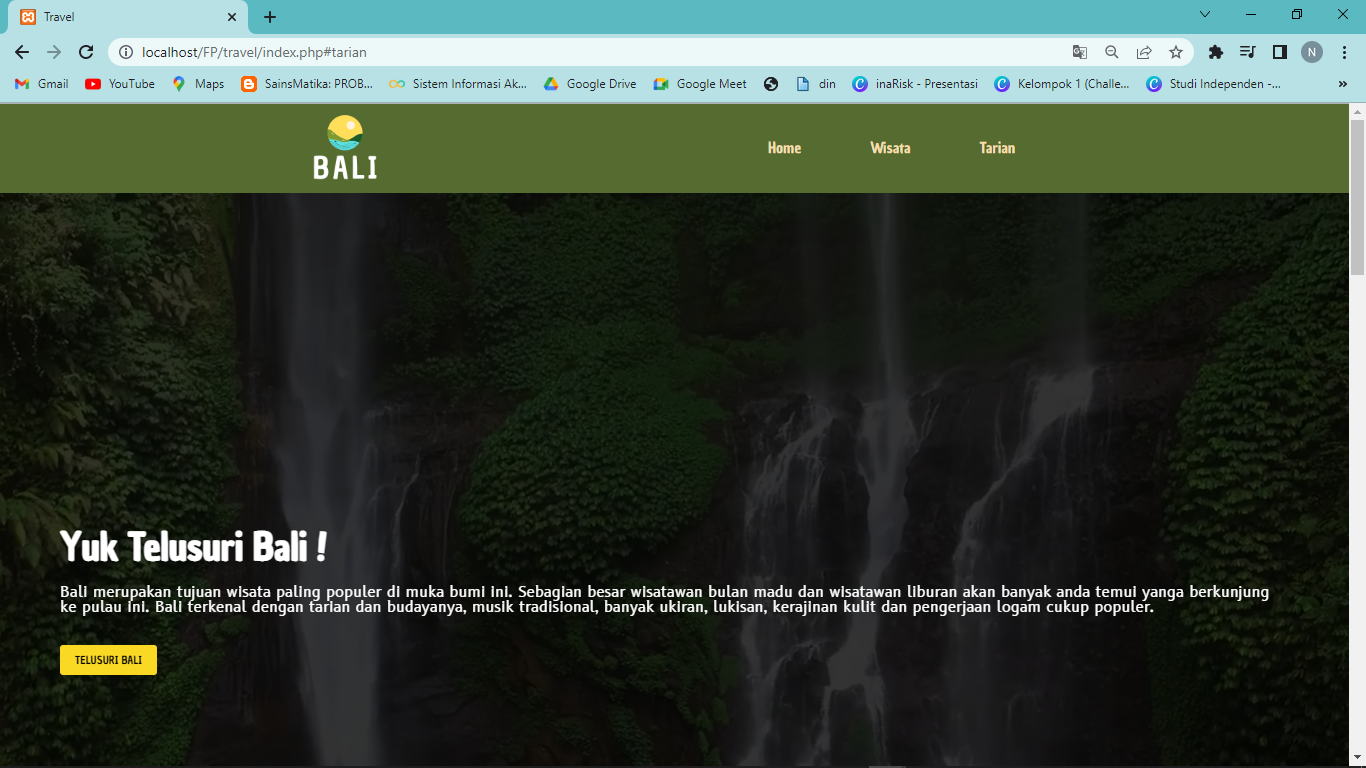 Travel
localhost/FP/travel/index.php#tarian
N
Gmail YouTube Maps SainsMatika: PROB... Sistem Informasi Ak... Google Drive Google Meet din inaRisk - Presentasi Kelompok 1 (Challe... Studi Independen -... »
BALI
Home Wisata Tarian
Yuk Telusuri Bali !
Bali merupakan tujuan wisata paling populer di muka bumi ini. Sebagian besar wisatawan bulan madu dan wisatawan liburan akan banyak anda temui yanga berkunjung
ke pulau ini. Bali terkenal dengan tarian dan budayanya, musik tradisional, banyak ukiran, lukisan, kerajinan kulit dan pengerjaan logam cukup populer.
TELUSURI BALI